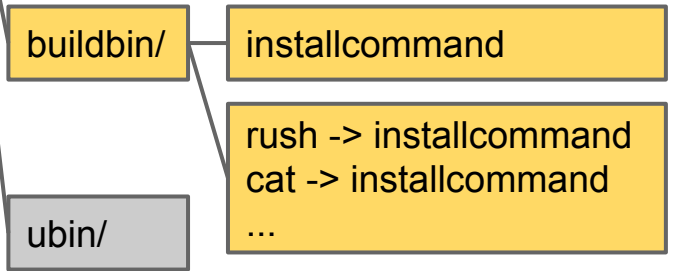 buildbin/
installcommand
rush -> installcommand
cat -> installcommand
...
ubin/